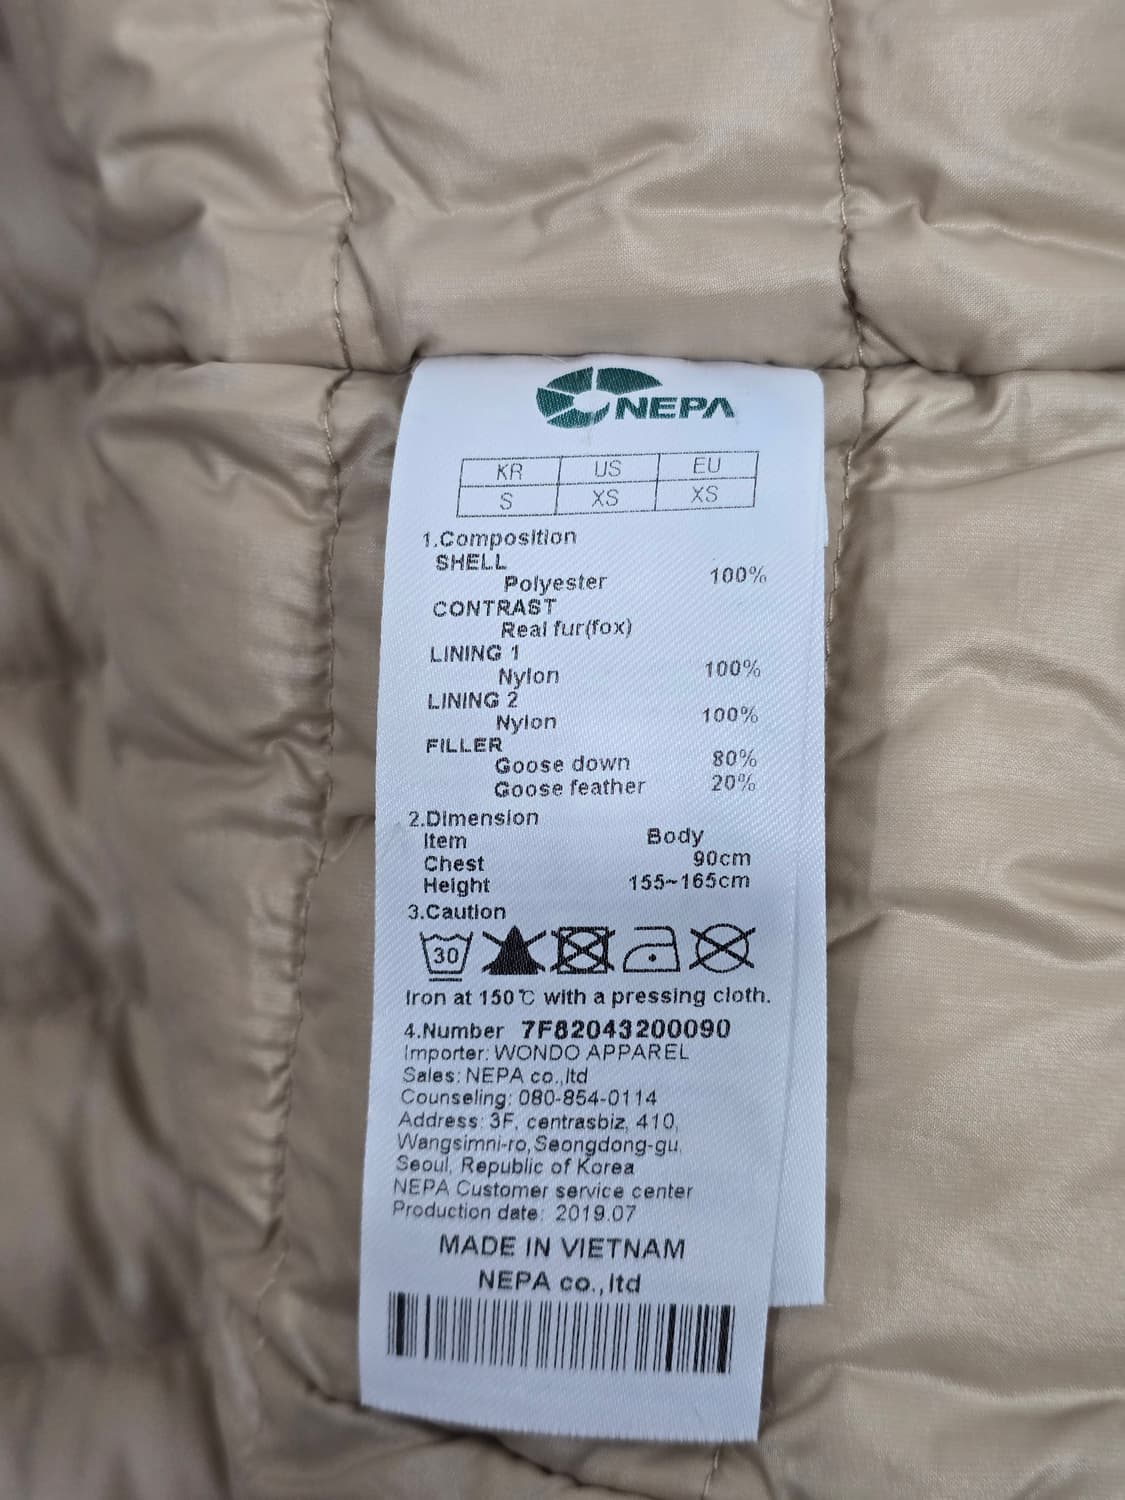 NEPA
KR US EU
S XS XS
1.Composition
SHELL
Polyester 100%
CONTRAST
Real fur(fox)
LINING 1
Nylon 100%
LINING 2
Nylon 100%
FILLER
Goose down 80%
Goose feather 20%
2.Dimension
Item Body
Chest 90cm
Height 155~165cm
3.Caution
30
Iron at 150℃ with a pressing cloth.
4.Number 7F82043200090
Importer: WONDO APPAREL
Sales: NEPA co.,ltd
Counseling: 080-854-0114
Address: 3F, centrasbiz, 410,
Wangsimni-ro,Seongdong-gu,
Seoul, Republic of Korea
NEPA Customer service center
Production date: 2019.07
MADE IN VIETNAM
NEPA co.,ltd